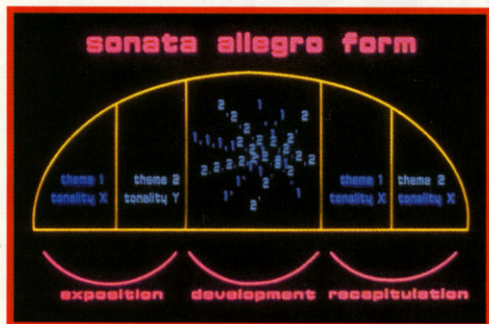 sonata allegro form
theme 1
tonality X
theme 2
tonality Y
theme 1
tonality X
theme 2
tonality X
exposition
development
recapitulation